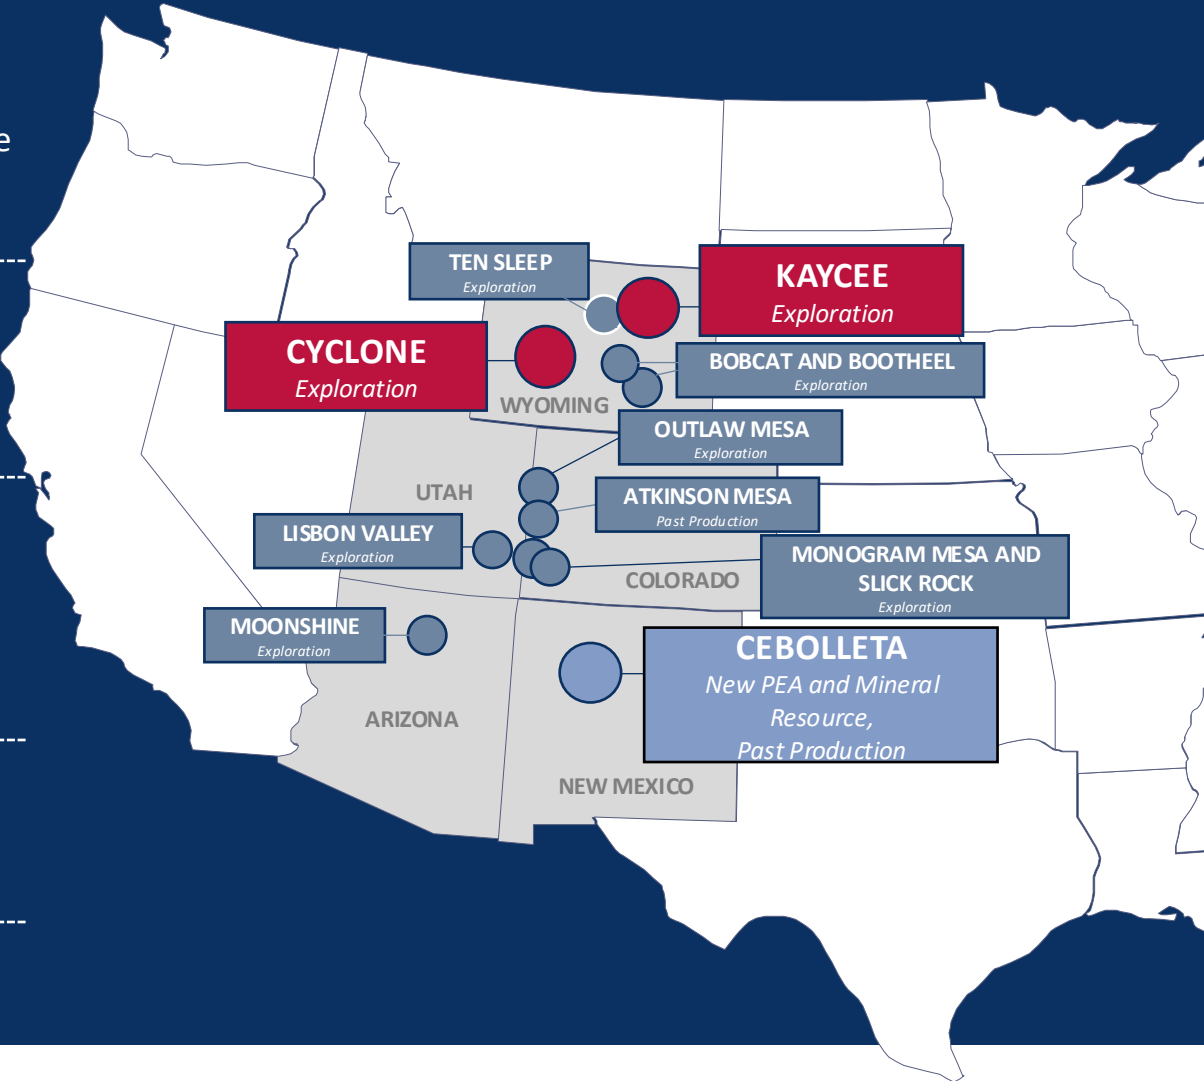 e
TEN SLEEP
Exploration
KAYCEE
Exploration
CYCLONE
Exploration
BOBCAT AND BOOTHEEL
Exploration
WYOMING
OUTLAW MESA
Exploration
UTAH
ATKINSON MESA
Past Production
LISBON VALLEY
Exploration
MONOGRAM MESA AND
SLICK ROCK
Exploration
COLORADO
MOONSHINE
Exploration
CEBOLLETA
New PEA and Mineral
Resource,
Past Production
ARIZONA
NEW MEXICO